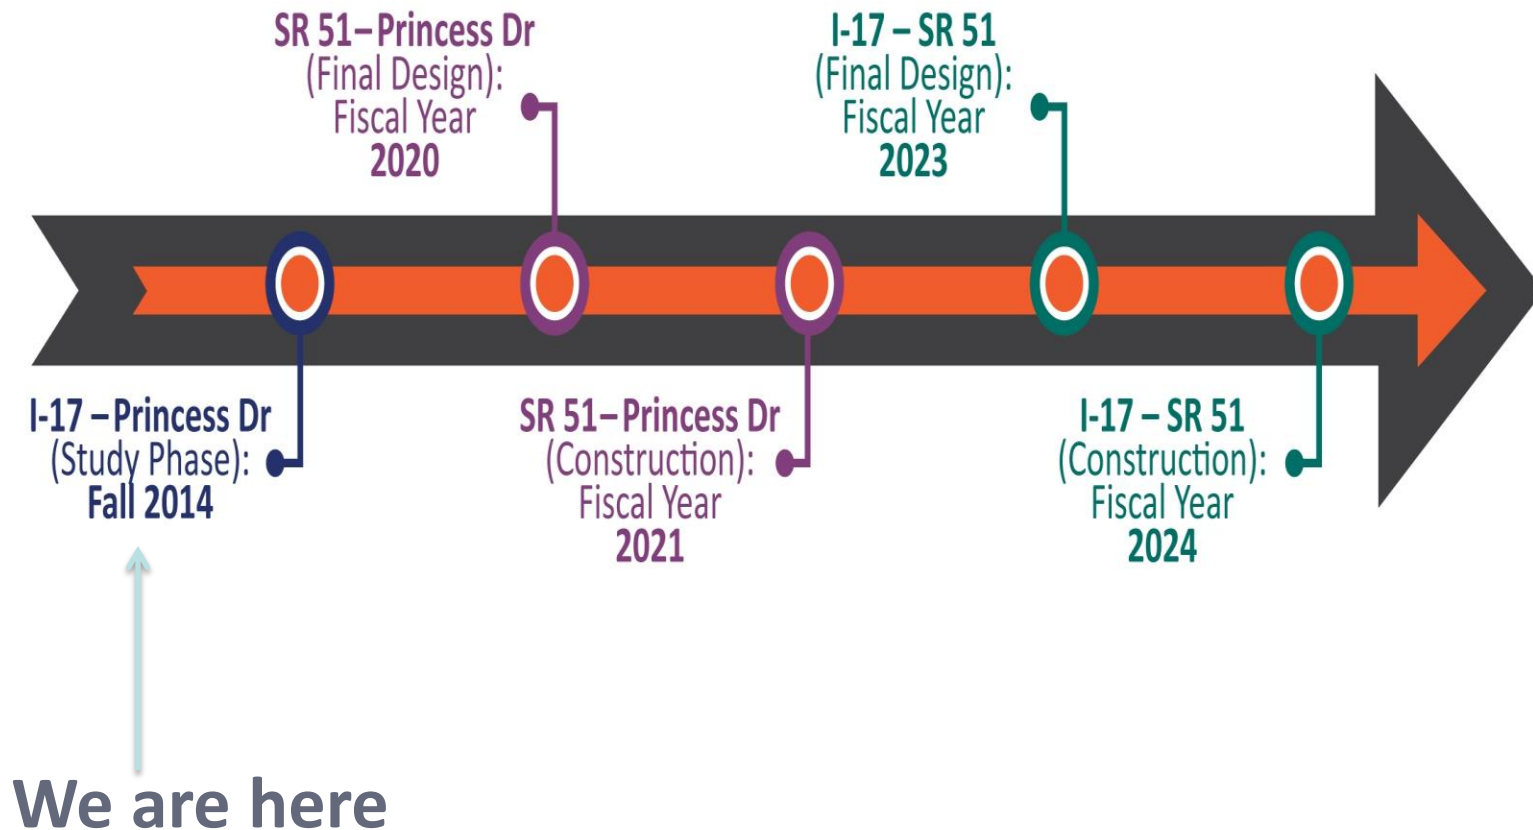 SR 51–Princess Dr
(Final Design):
Fiscal Year
2020
I-17 – SR 51
(Final Design):
Fiscal Year
2023
I-17 –Princess Dr
(Study Phase):
Fall 2014
SR 51–Princess Dr
(Construction):
Fiscal Year
2021
I-17 – SR 51
(Construction):
Fiscal Year
2024
We are here